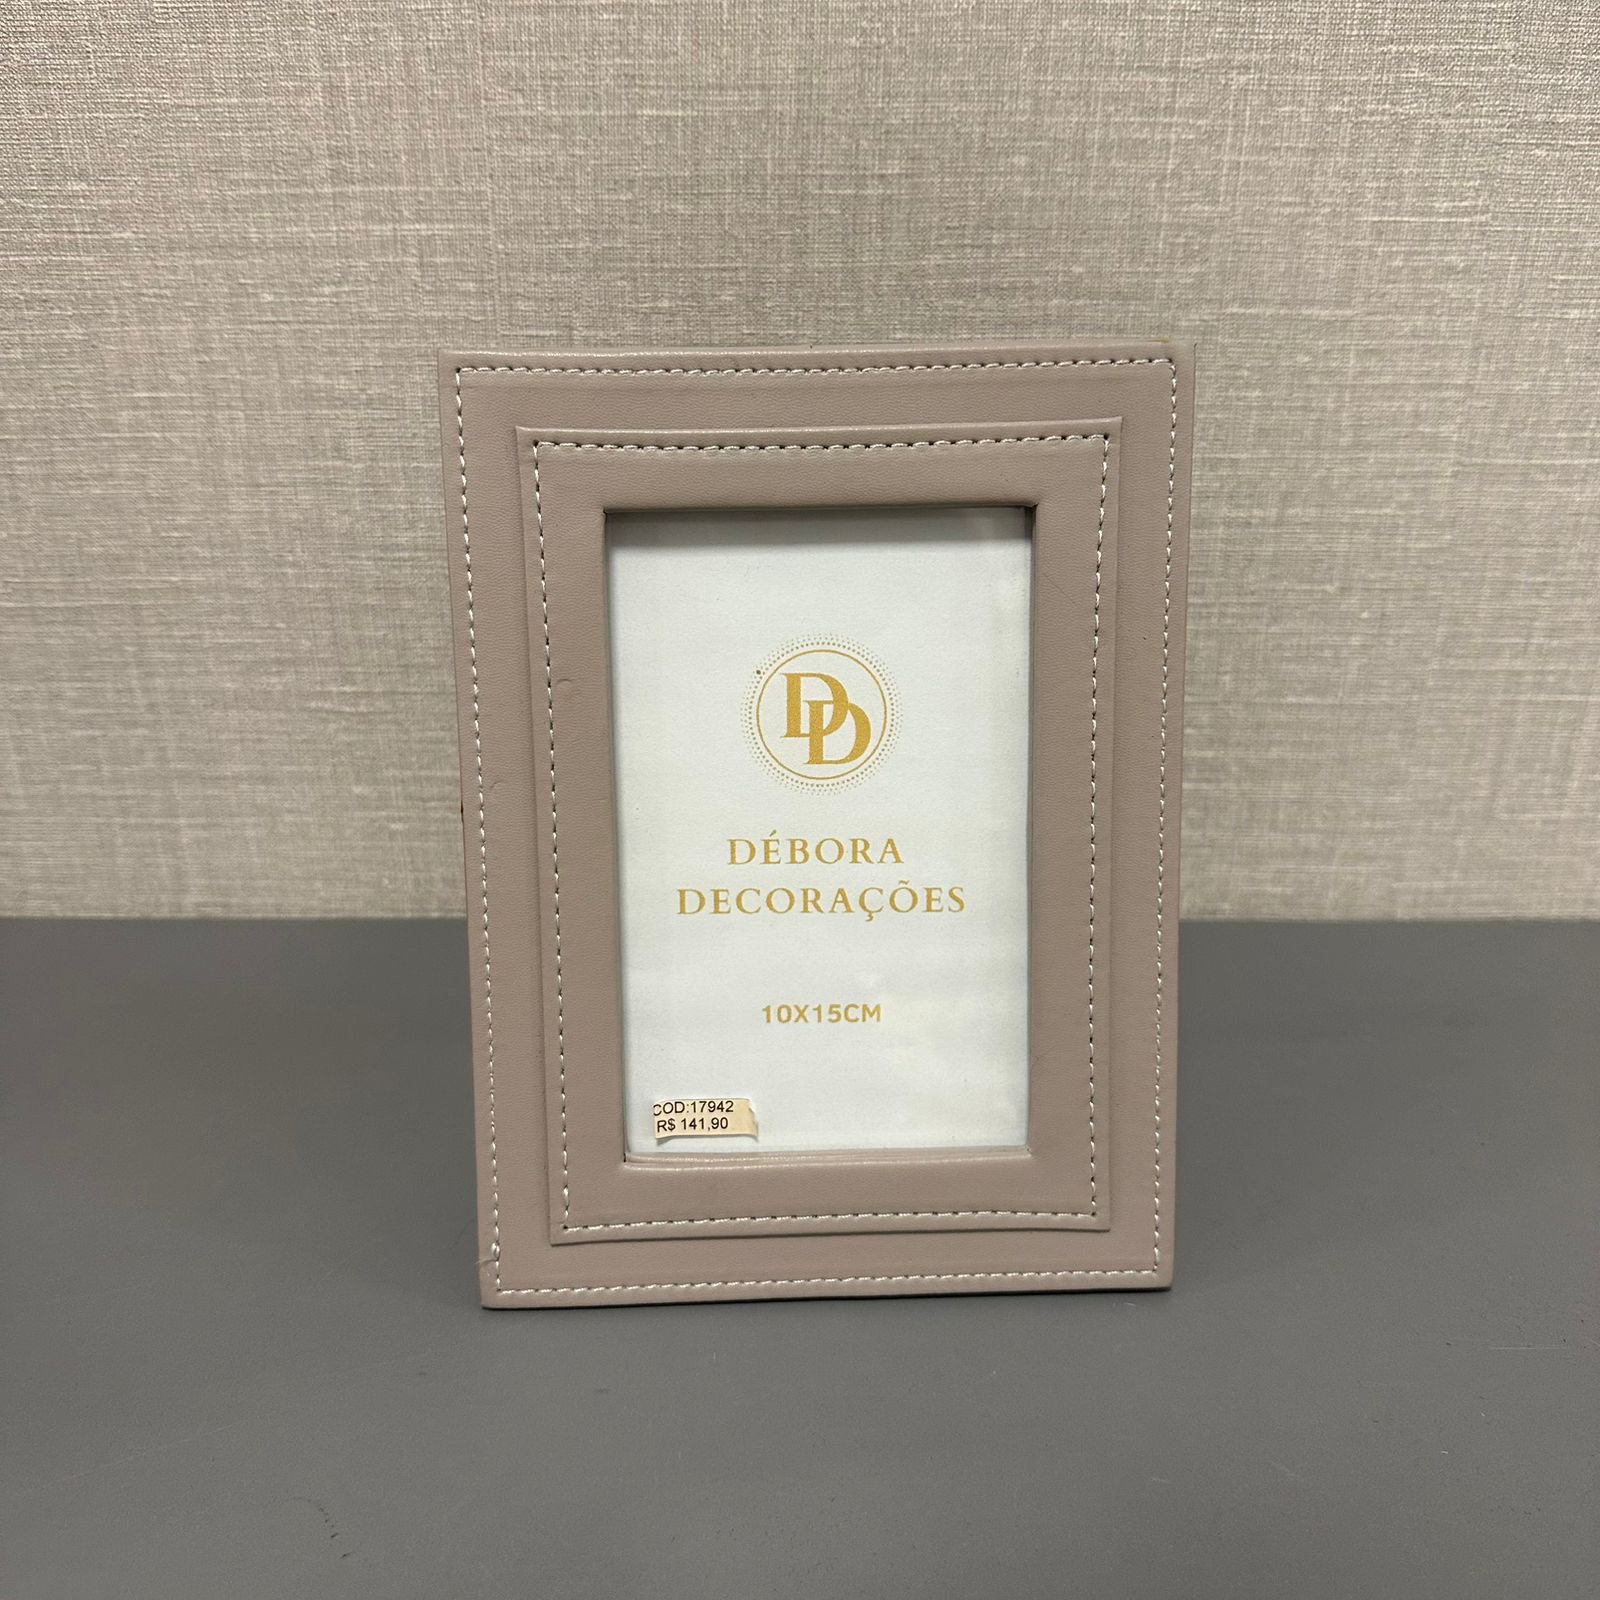 DD
DÉBORA
DECORAÇÕES
10X15CM
COD:17942
R$ 141,90